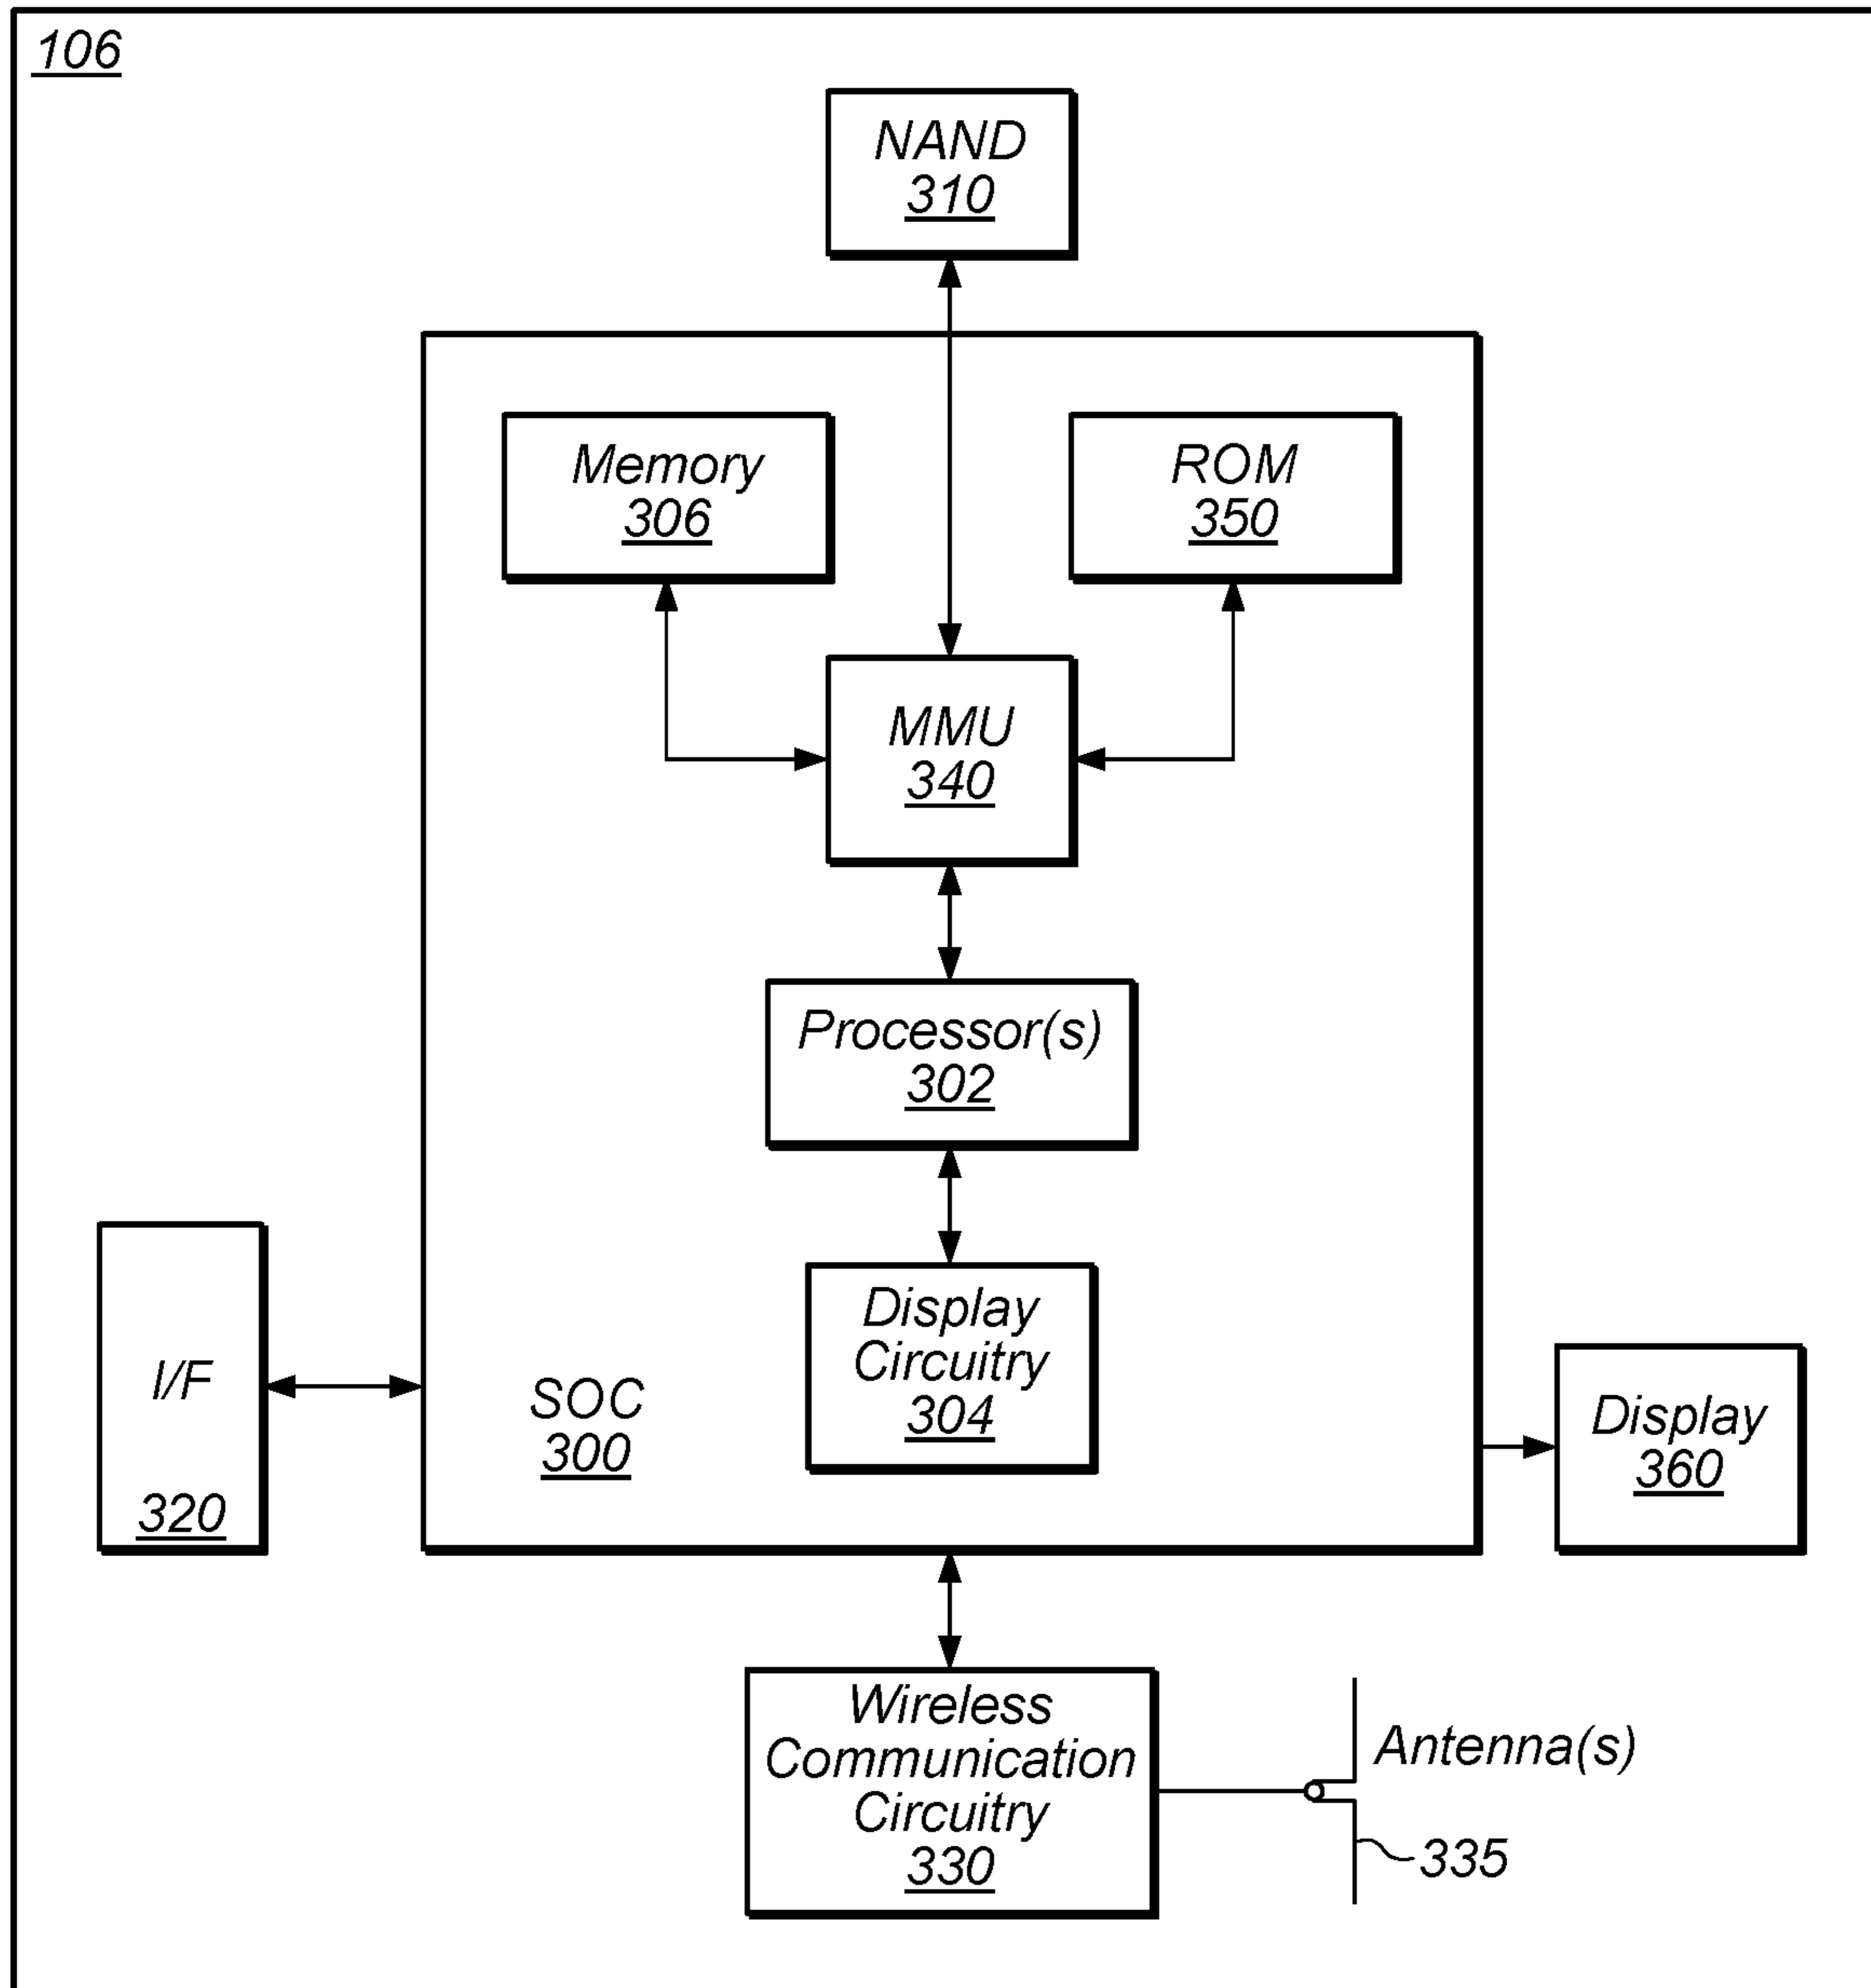 106
NAND
310
Memory
306
ROM
350
MMU
340
Processor(s)
302
Display
Circuitry
304
I/F
320
SOC
300
Display
360
Wireless
Communication
Circuitry
330
Antenna(s)
335